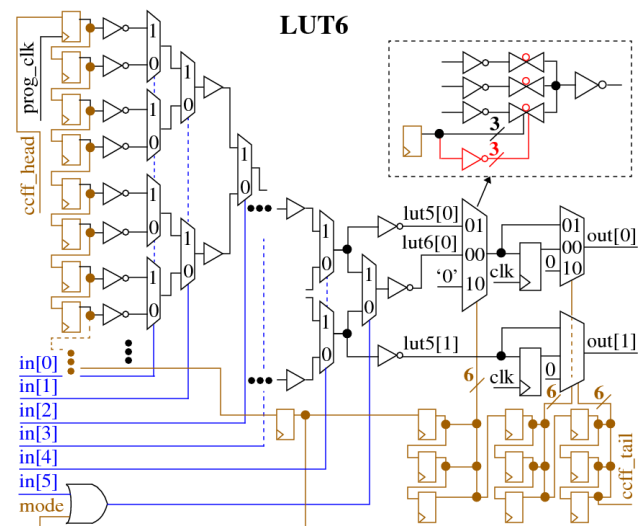 LUT6
prog_clk
ccff_head
1
0
1
0
1
0
1
0
1
0
1
0
1
0
3
3
1
0
1
0
1
0
lut5[0]
lut6[0]
‘0’
01
00
10
clk
0
01
00
10
out[0]
lut5[1]
clk
0
out[1]
6
6
6
in[0]
in[1]
in[2]
in[3]
in[4]
in[5]
mode
ccff_tail